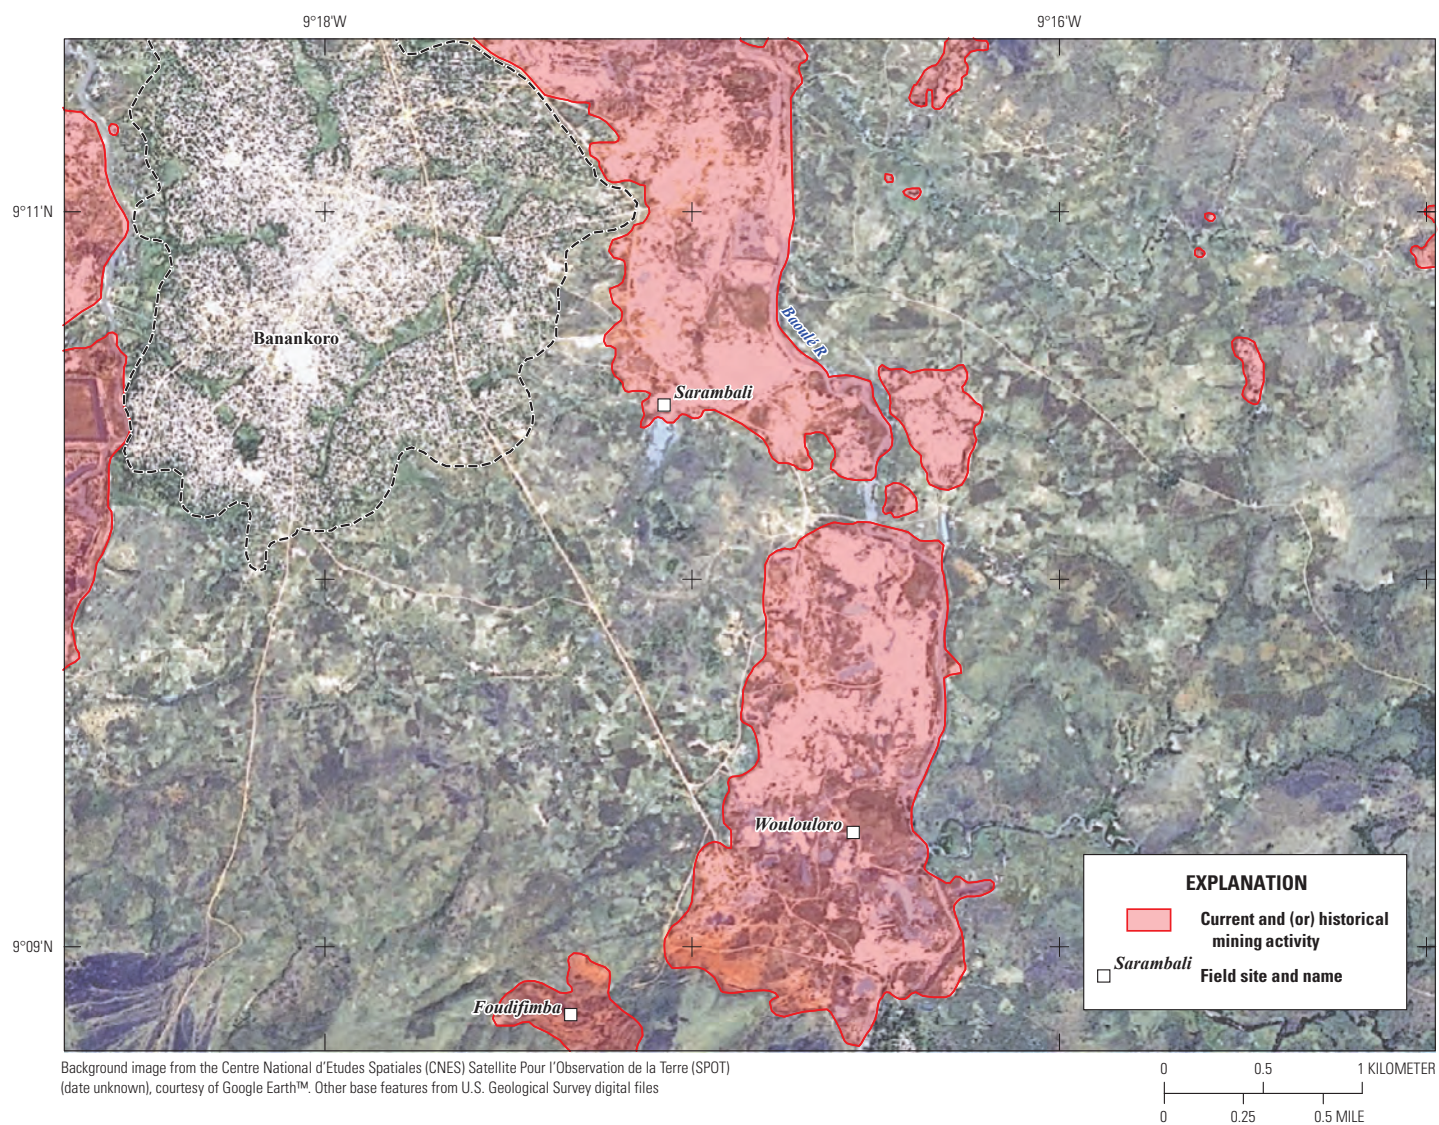 9°18'W
9°16'W
9°11'N
Baoulé R
Banankoro
Sarambali
Woulouloro
9°09'N
Foudifimba
EXPLANATION
Current and (or) historical
mining activity
Sarambali
Field site and name
Background image from the Centre National d'Etudes Spatiales (CNES) Satellite Pour l'Observation de la Terre (SPOT)
(date unknown), courtesy of Google Earth™. Other base features from U.S. Geological Survey digital files
0 0.5 1 KILOMETER
0 0.25 0.5 MILE